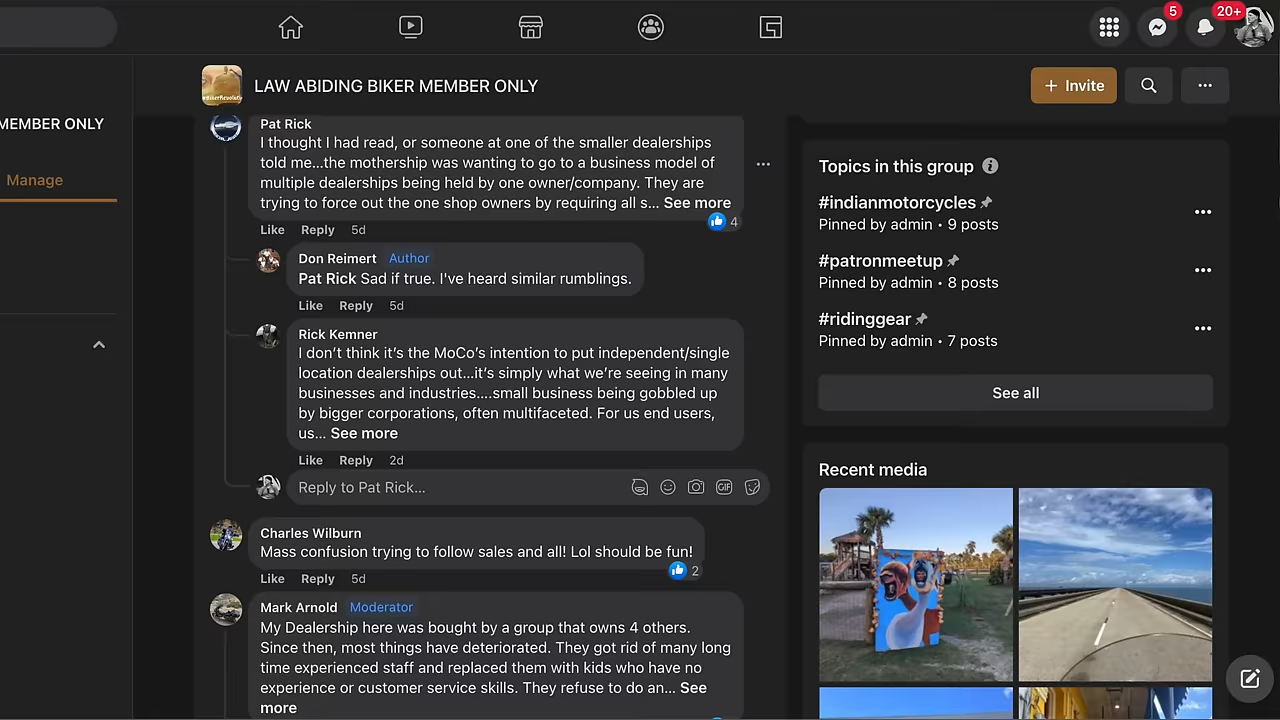 5
20+
LAW ABIDING BIKER MEMBER ONLY
+ Invite
MEMBER ONLY
Manage
Pat Rick
I thought I had read, or someone at one of the smaller dealerships
told me...the mothership was wanting to go to a business model of
multiple dealerships being held by one owner/company. They are
trying to force out the one shop owners by requiring all s... See more
4
Like Reply 5d
Don Reimert Author
Pat Rick Sad if true. I've heard similar rumblings.
Like Reply 5d
Rick Kemner
I don’t think it’s the MoCo’s intention to put independent/single
location dealerships out...it’s simply what we’re seeing in many
businesses and industries....small business being gobbled up
by bigger corporations, often multifaceted. For us end users,
us... See more
Like Reply 2d
Reply to Pat Rick...
GIF
Charles Wilburn
Mass confusion trying to follow sales and all! Lol should be fun!
2
Like Reply 5d
Mark Arnold Moderator
My Dealership here was bought by a group that owns 4 others.
Since then, most things have deteriorated. They got rid of many long
time experienced staff and replaced them with kids who have no
experience or customer service skills. They refuse to do an... See
more
Topics in this group
#indianmotorcycles
Pinned by admin • 9 posts
#patronmeetup
Pinned by admin • 8 posts
#ridinggear
Pinned by admin • 7 posts
See all
Recent media